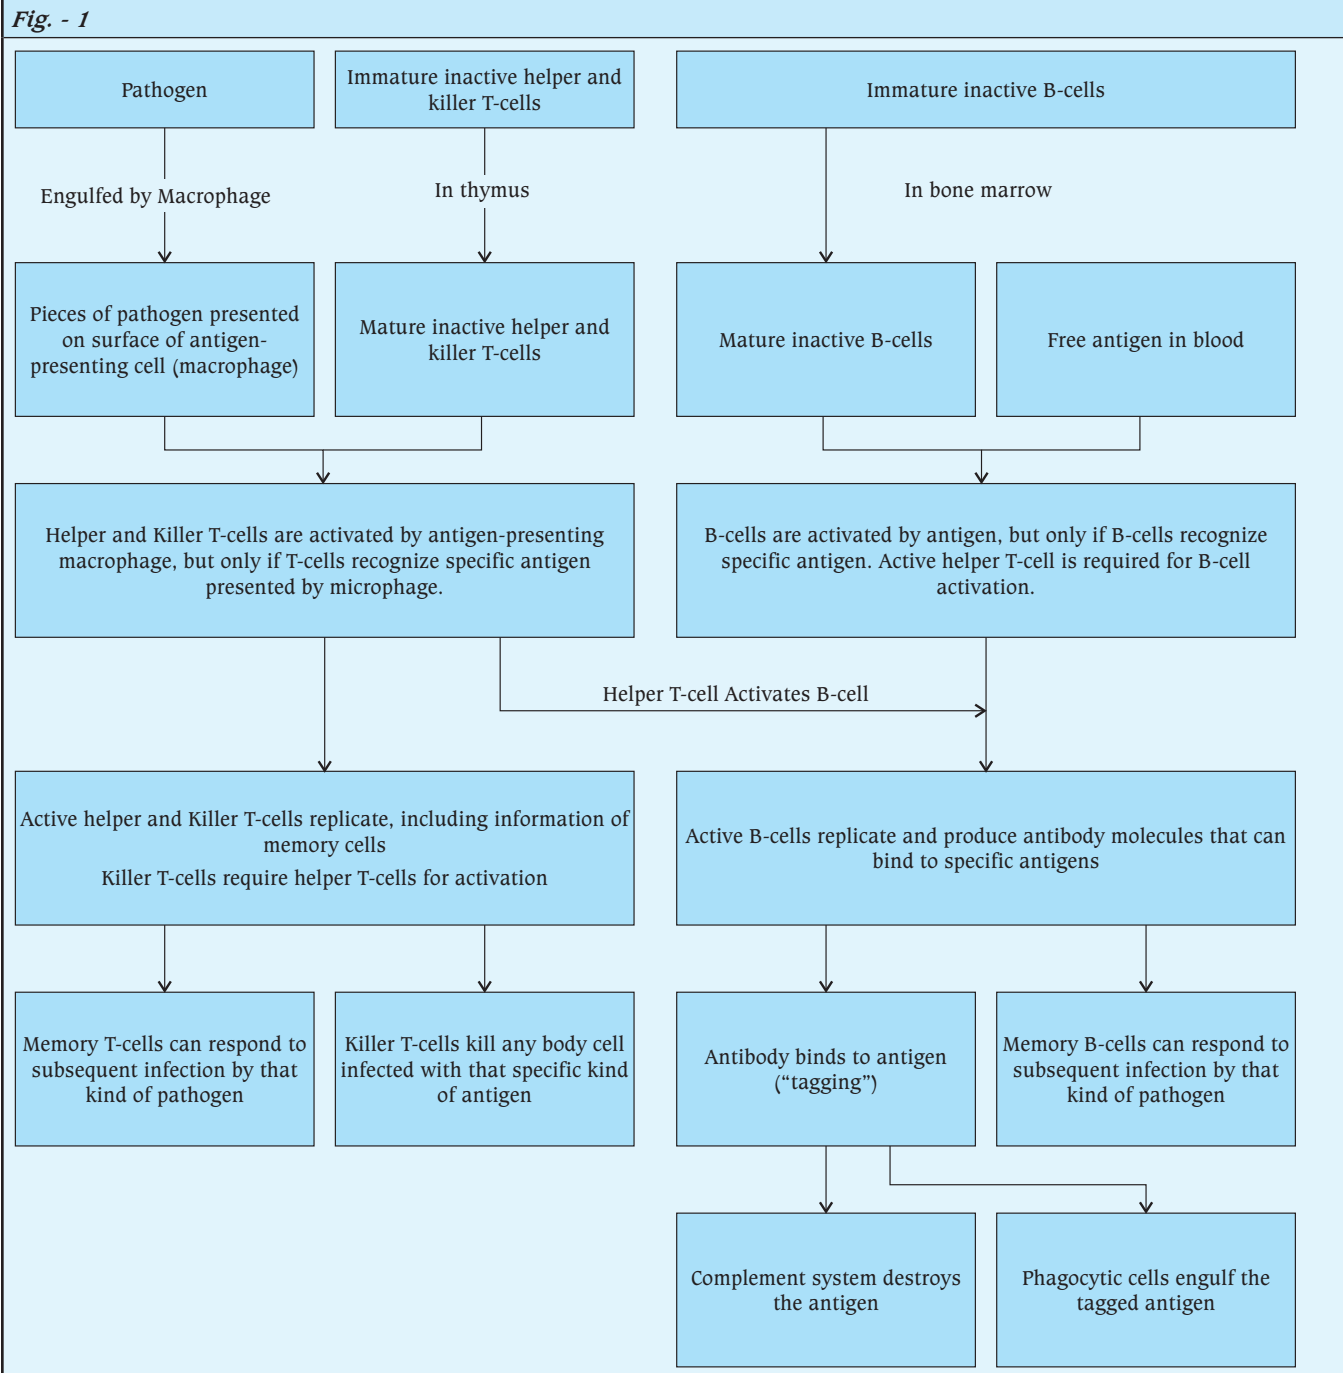 Fig. - 1
Pathogen
Immature inactive helper and
killer T-cells
Immature inactive B-cells
Engulfed by Macrophage
In thymus
In bone marrow
Pieces of pathogen presented
on surface of antigen-
presenting cell (macrophage)
Mature inactive helper and
killer T-cells
Mature inactive B-cells
Free antigen in blood
Helper and Killer T-cells are activated by antigen-presenting
macrophage, but only if T-cells recognize specific antigen
presented by microphage.
B-cells are activated by antigen, but only if B-cells recognize
specific antigen. Active helper T-cell is required for B-cell
activation.
Helper T-cell Activates B-cell
Active helper and Killer T-cells replicate, including information of
memory cells
Killer T-cells require helper T-cells for activation
Active B-cells replicate and produce antibody molecules that can
bind to specific antigens
Memory T-cells can respond to
subsequent infection by that
kind of pathogen
Killer T-cells kill any body cell
infected with that specific kind
of antigen
Antibody binds to antigen
(“tagging”)
Memory B-cells can respond to
subsequent infection by that
kind of pathogen
Complement system destroys
the antigen
Phagocytic cells engulf the
tagged antigen